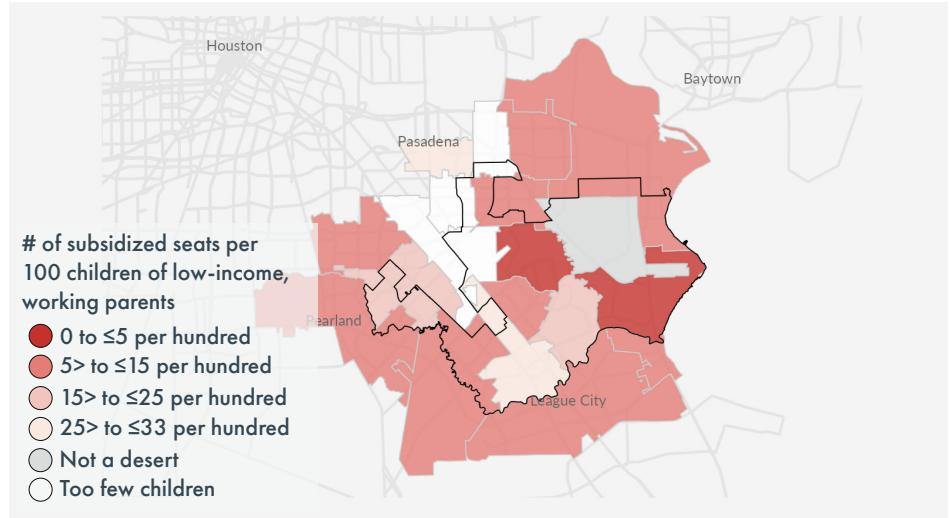 Houston
Baytown
Pasadena
# of subsidized seats per
100 children of low-income,
working parents
Pearland
0 to ≤5 per hundred
5> to ≤15 per hundred
15> to ≤25 per hundred
25> to ≤33 per hundred
League City
Not a desert
Too few children